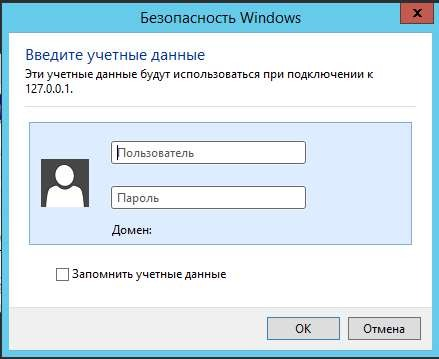 Безопасность Windows
x
Введите учетные данные
Эти учетные данные будут использоваться при подключении к
127.0.0.1.
Пользователь
Пароль
Домен:
Запомнить учетные данные
ОК
Отмена